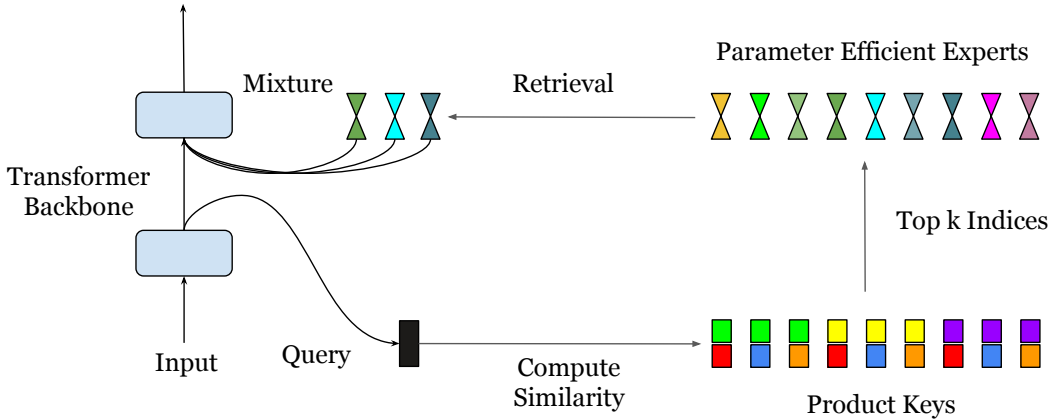 Parameter Efficient Experts
Mixture
Retrieval
Transformer
Backbone
Top k Indices
Input
Query
Compute
Similarity
Product Keys